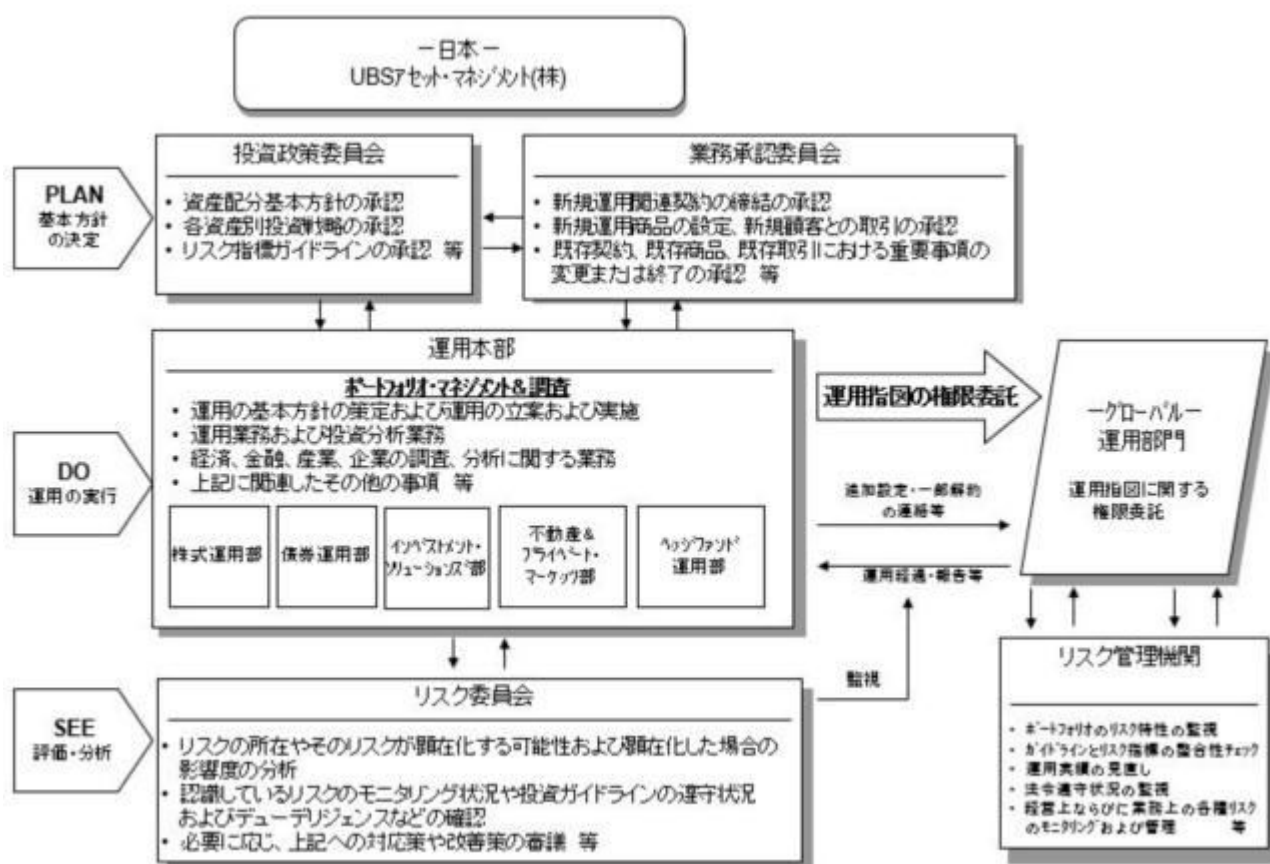 －日本－
UBSアセット・マネジメント(株)
投資政策委員会
・ 資産配分基本方針の承認
・ 各資産別投資戦略の承認
・ リスク指標ガイドラインの承認 等
業務承認委員会
・ 新規運用関連契約の締結の承認
・ 新規運用商品の設定、新規顧客との取引の承認
・ 既存契約、既存商品、既存取引における重要事項の
変更または終了の承認 等
PLAN
基本方針
の決定
運用本部
ポートフォリオ・マネジメント&調査
・ 運用の基本方針の策定および運用の立案および実施
・ 運用業務および投資分析業務
・ 経済、金融、産業、企業の調査、分析に関する業務
・ 上記に関連したその他の事項 等
株式運用部
債券運用部
インベストメント・
ソリューションズ部
不動産&
プライベート・
マーケッツ部
ヘッジファンド
運用部
DO
運用の実行
運用指図の権限委託
追加設定・一部解約
の連絡等
運用経過・報告等
－グローバル－
運用部門
運用指図に関する
権限委託
監視
SEE
評価・分析
リスク委員会
・ リスクの所在やそのリスクが顕在化する可能性および顕在化した場合の
影響度の分析
・ 認識しているリスクのモニタリング状況や投資ガイドラインの遵守状況
およびデューデリジェンスなどの確認
・ 必要に応じ、上記への対応策や改善策の審議 等
リスク管理機関
・ ポートフォリオのリスク特性の監視
・ ガイドラインとリスク指標の整合性チェック
・ 運用実績の見直し
・ 法令遵守状況の監視
・ 経営上ならびに業務上の各種リスク
のモニタリングおよび管理 等